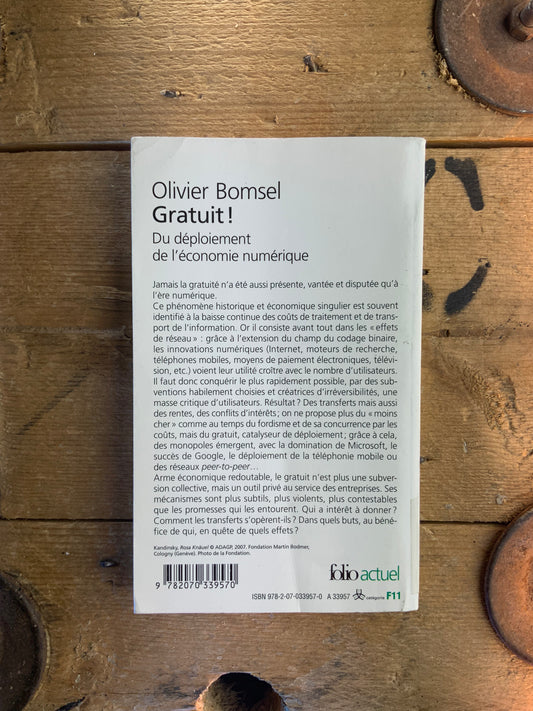 Olivier Bomsel
Gratuit !
Du déploiement
de l'économie numérique
Jamais la gratuité n'a été aussi présente, vantée et disputée qu'à
l'ère numérique.
Ce phénomène historique et économique singulier est souvent
identifié à la baisse continue des coûts de traitement et de trans-
port de l'information. Or il consiste avant tout dans les « effets
de réseau » : grâce à l'extension du champ du codage binaire,
les innovations numériques (Internet, moteurs de recherche,
téléphones mobiles, moyens de paiement électroniques, télévi-
sion, etc.) voient leur utilité croître avec le nombre d'utilisateurs.
Il faut donc conquérir le plus rapidement possible, par des sub-
ventions habilement choisies et créatrices d'irréversibilités, une
masse critique d'utilisateurs. Résultat ? Des transferts mais aussi
des rentes, des conflits d'intérêts ; on ne propose plus du « moins
cher » comme au temps du fordisme et de sa concurrence par les
coûts, mais du gratuit, catalyseur de déploiement ; grâce à cela,
des monopoles émergent, avec la domination de Microsoft, le
succès de Google, le déploiement de la téléphonie mobile ou
des réseaux peer-to-peer...
Arme économique redoutable, le gratuit n'est plus une subver-
sion collective, mais un outil privé au service des entreprises. Ses
mécanismes sont plus subtils, plus violents, plus contestables
que les promesses qui les entourent. Qui a intérêt à donner ?
Comment les transferts s'opèrent-ils ? Dans quels buts, au béné-
fice de qui, en quête de quels effets ?
Kandinsky, Rosa Knäuel © ADAGP, 2007. Fondation Martin Bodmer,
Cologny (Genève). Photo de la Fondation.
folio actuel
9 782070 339570
ISBN 978-2-07-033957-0 A 33957 catégorie F11